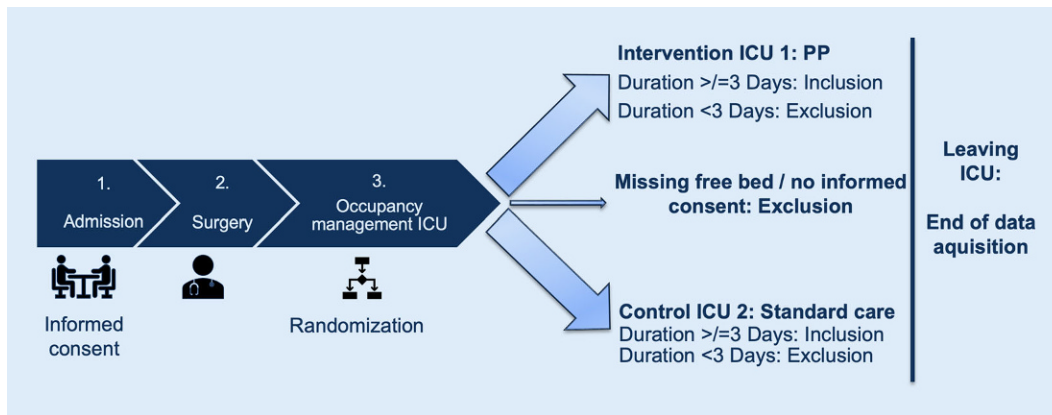 1.
Admission
2.
Surgery
3.
Occupancy
management ICU
Informed
consent
Randomization
Intervention ICU 1: PP
Duration >/=3 Days: Inclusion
Duration <3 Days: Exclusion
Missing free bed / no informed
consent: Exclusion
Control ICU 2: Standard care
Duration >/=3 Days: Inclusion
Duration <3 Days: Exclusion
Leaving
ICU:
End of data
aquisition